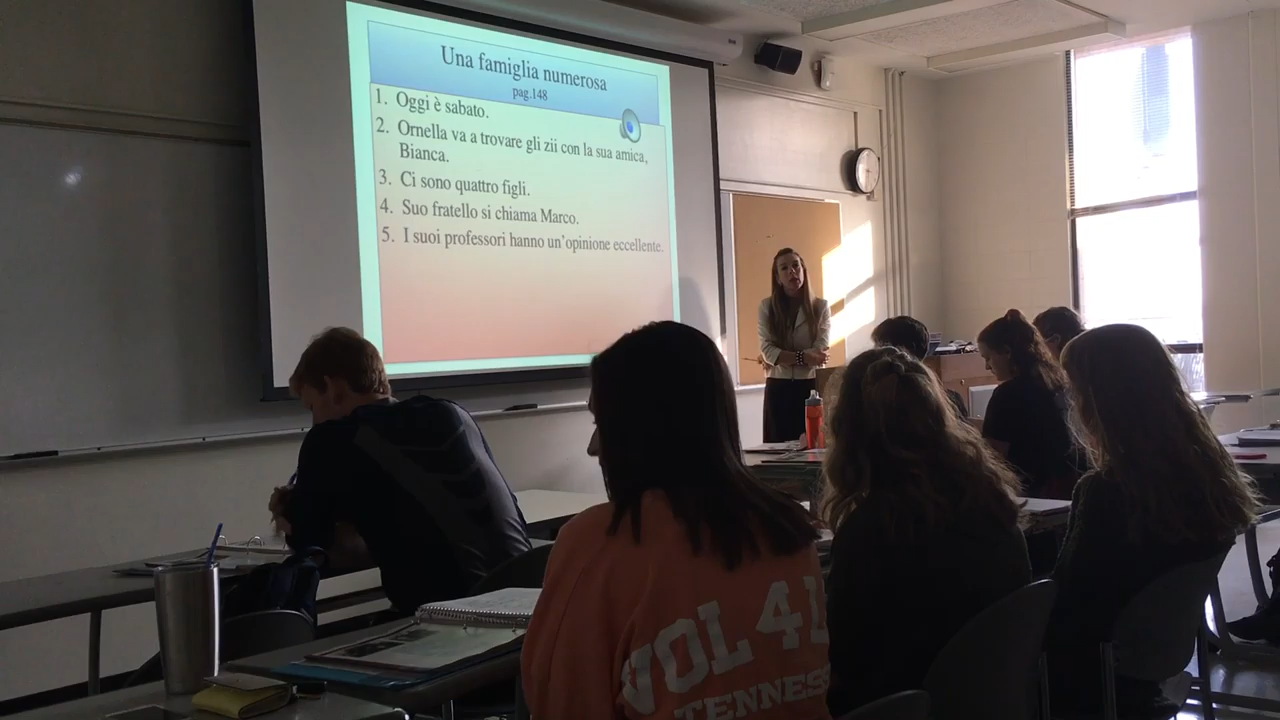 Una famiglia numerosa
pag.148
1. Oggi è sabato.
2. Ornella va a trovare gli zii con la sua amica,
Bianca.
3. Ci sono quattro figli.
4. Suo fratello si chiama Marco.
5. I suoi professori hanno un'opinione eccellente.
VOL 4L
TENNESS